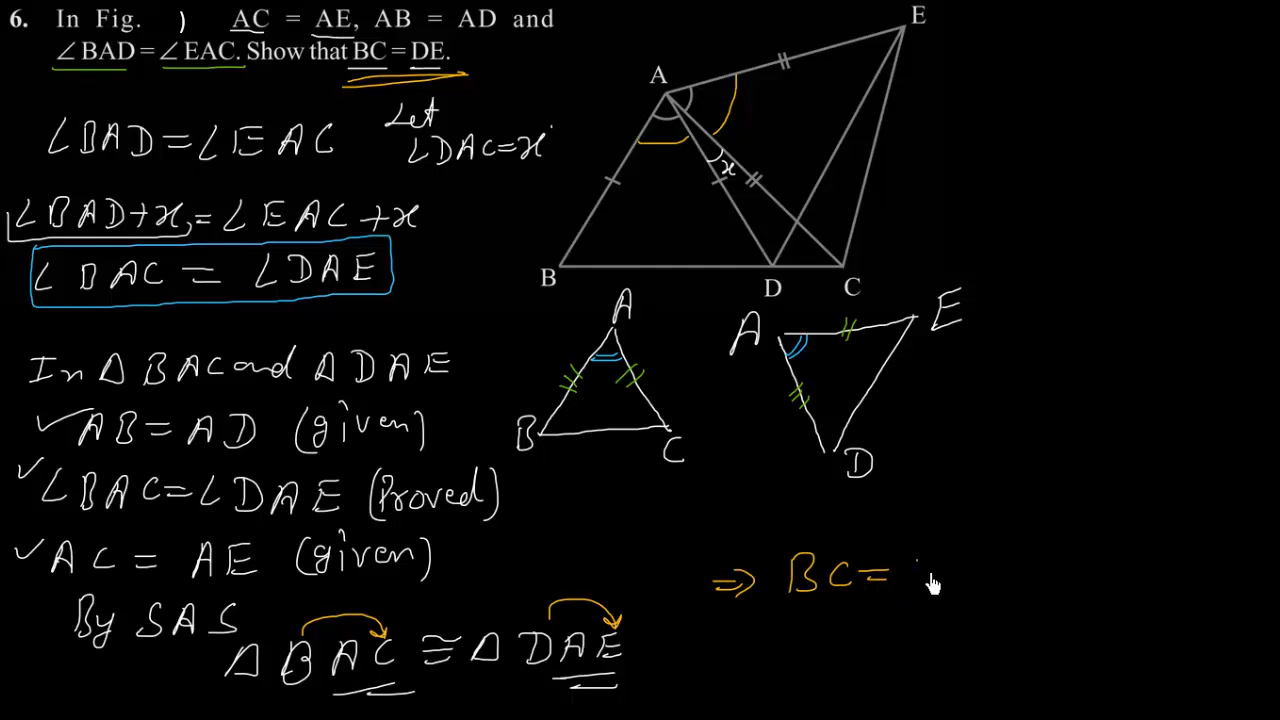 6. In Fig. ) AC = AE, AB = AD and
∠BAD = ∠EAC. Show that BC = DE.
∠BAD = ∠EAC
Let
∠DAC = x
∠BAD + x = ∠EAC + x
∠BAC = ∠DAE
In Δ BAC and Δ DAE
✓ AB = AD (given)
✓ ∠BAC = ∠DAE (Proved)
✓ AC = AE (given)
By SAS
Δ BAC ≅ Δ DAE
⇒ BC =
E
A
x
B
D
C
A
B
C
A
E
D